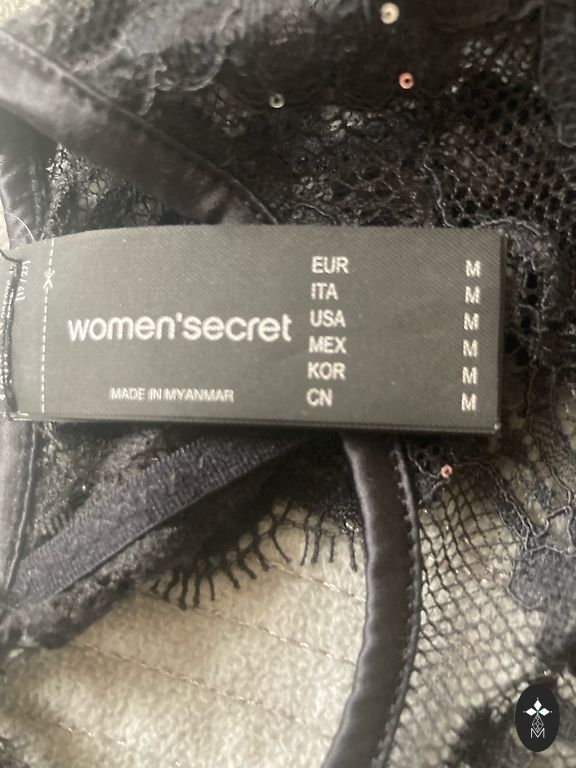 women'secret
MADE IN MYANMAR
EUR M
ITA M
USA M
MEX M
KOR M
CN M
M